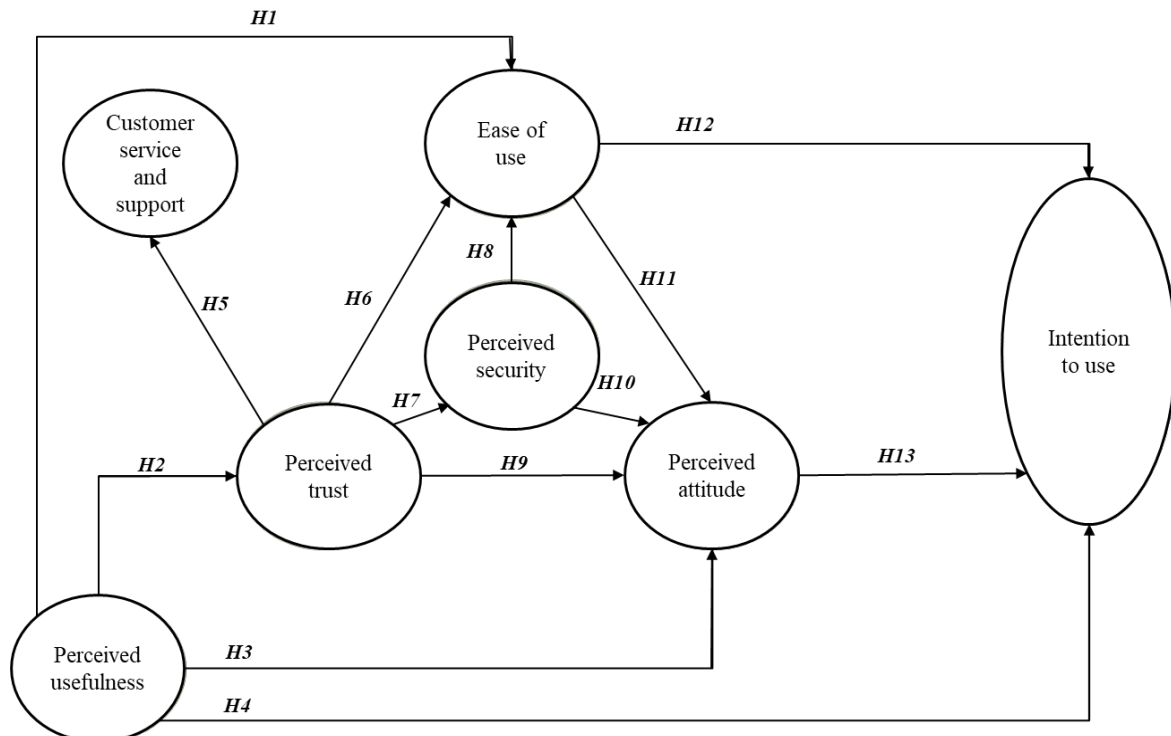 H1
Customer
service
and
support
Ease of
use
H12
H8
H5
H6
H11
Perceived
security
Intention
to use
H10
H7
H2
Perceived
trust
H9
Perceived
attitude
H13
Perceived
usefulness
H3
H4